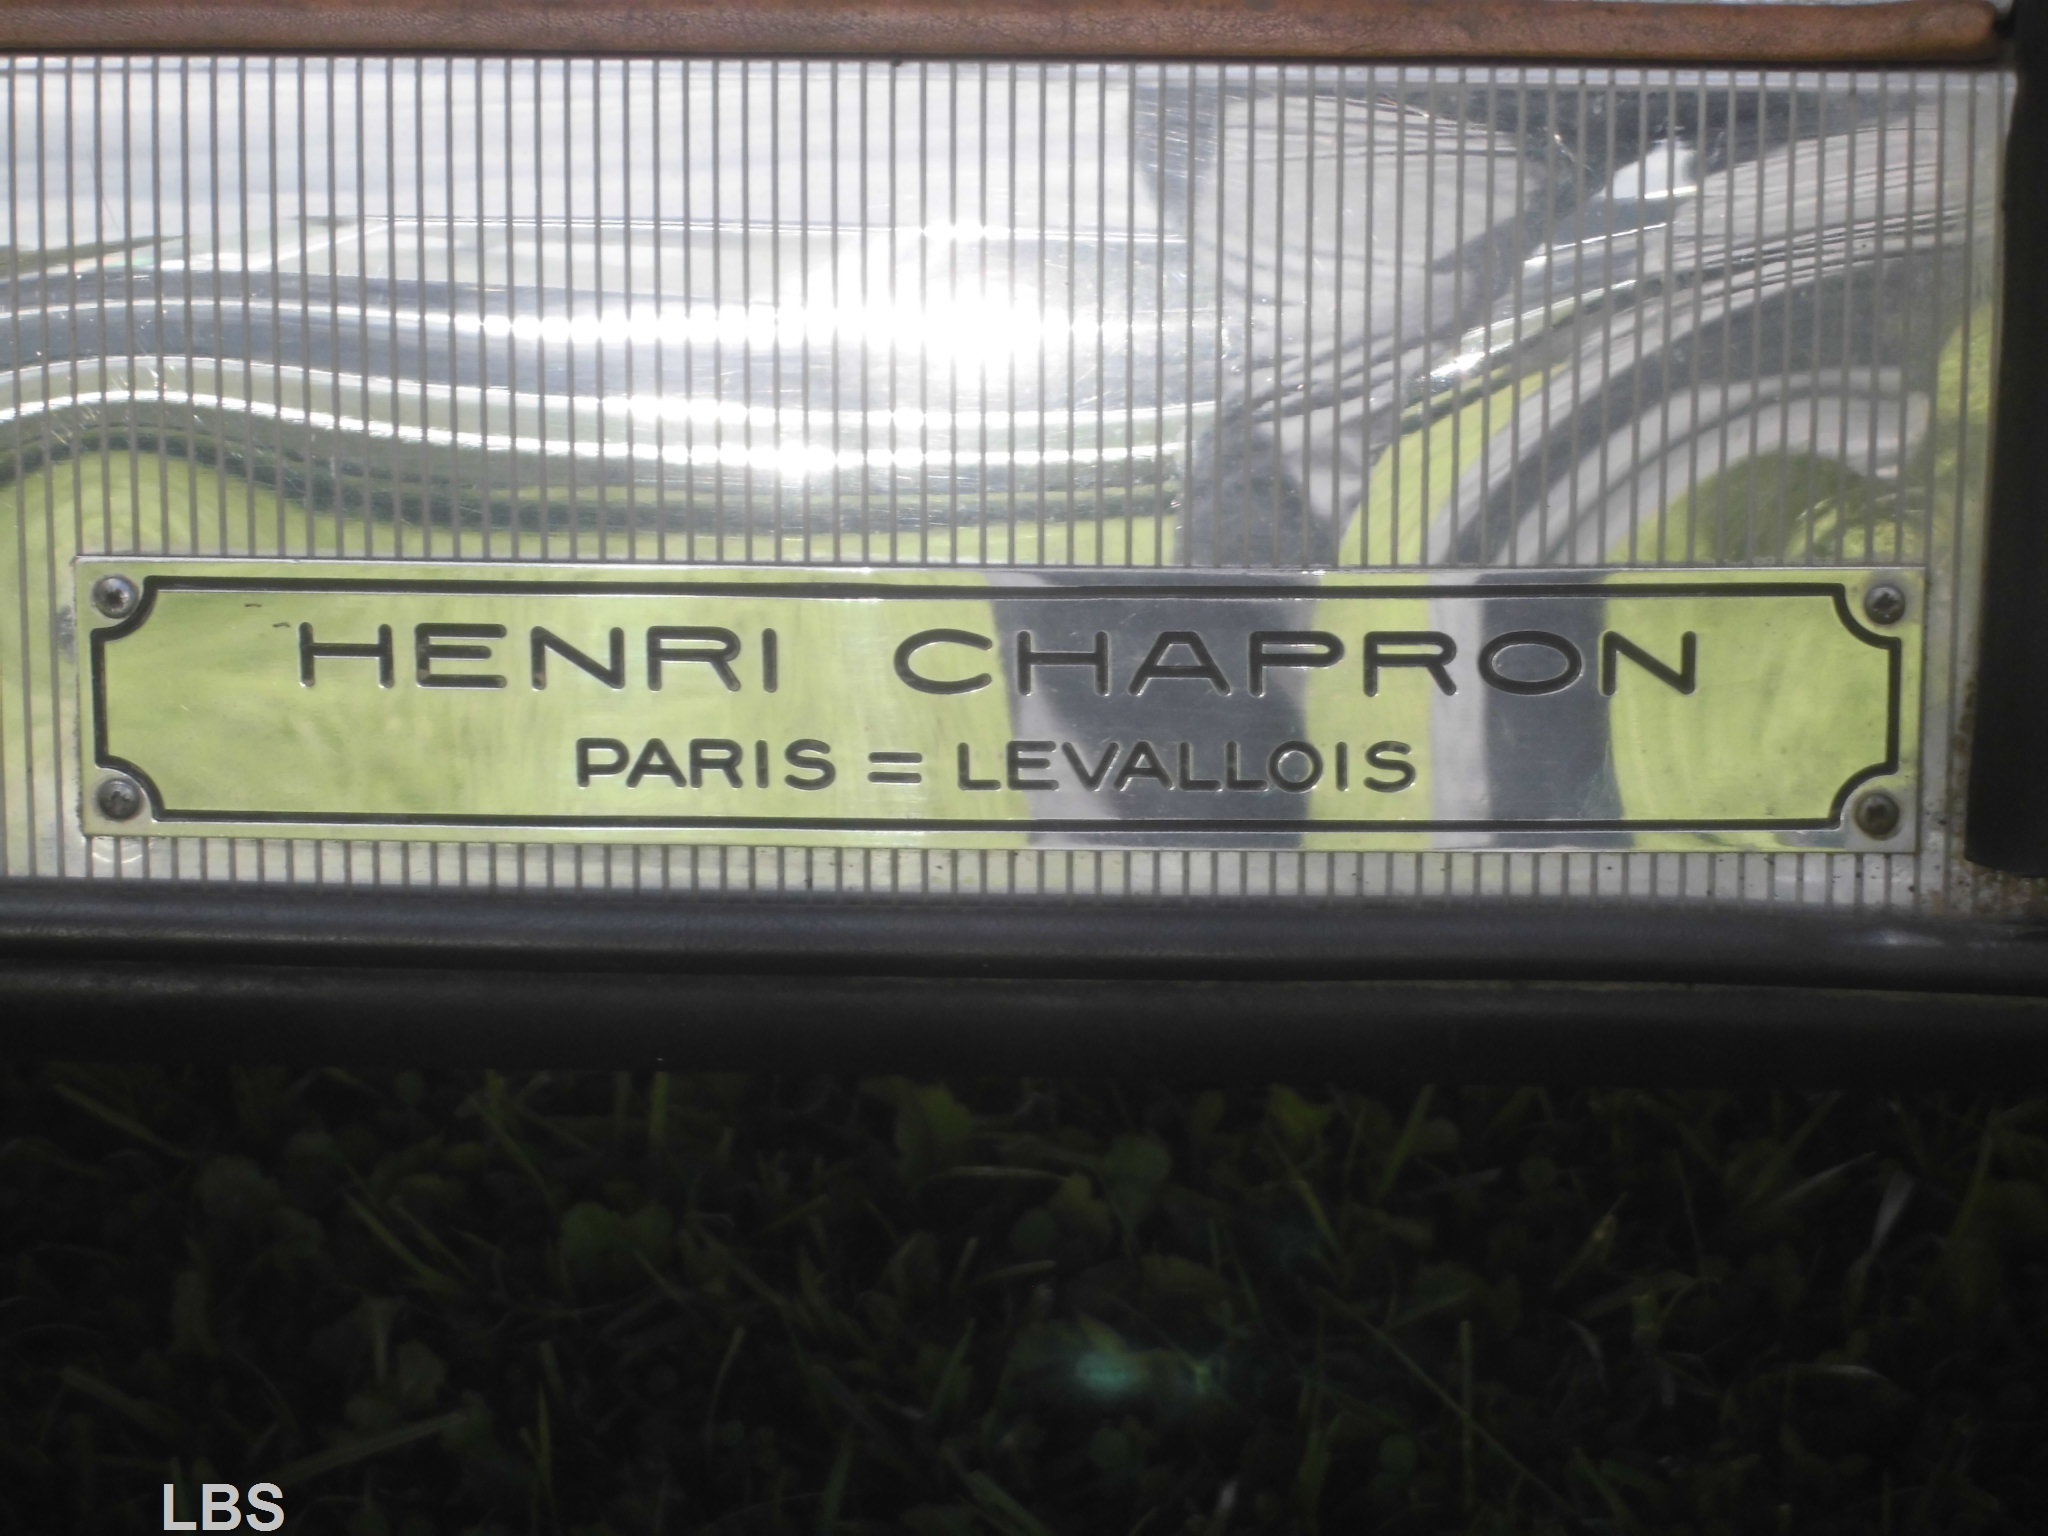 HENRI CHAPRON
PARIS = LEVALLOIS
LBS